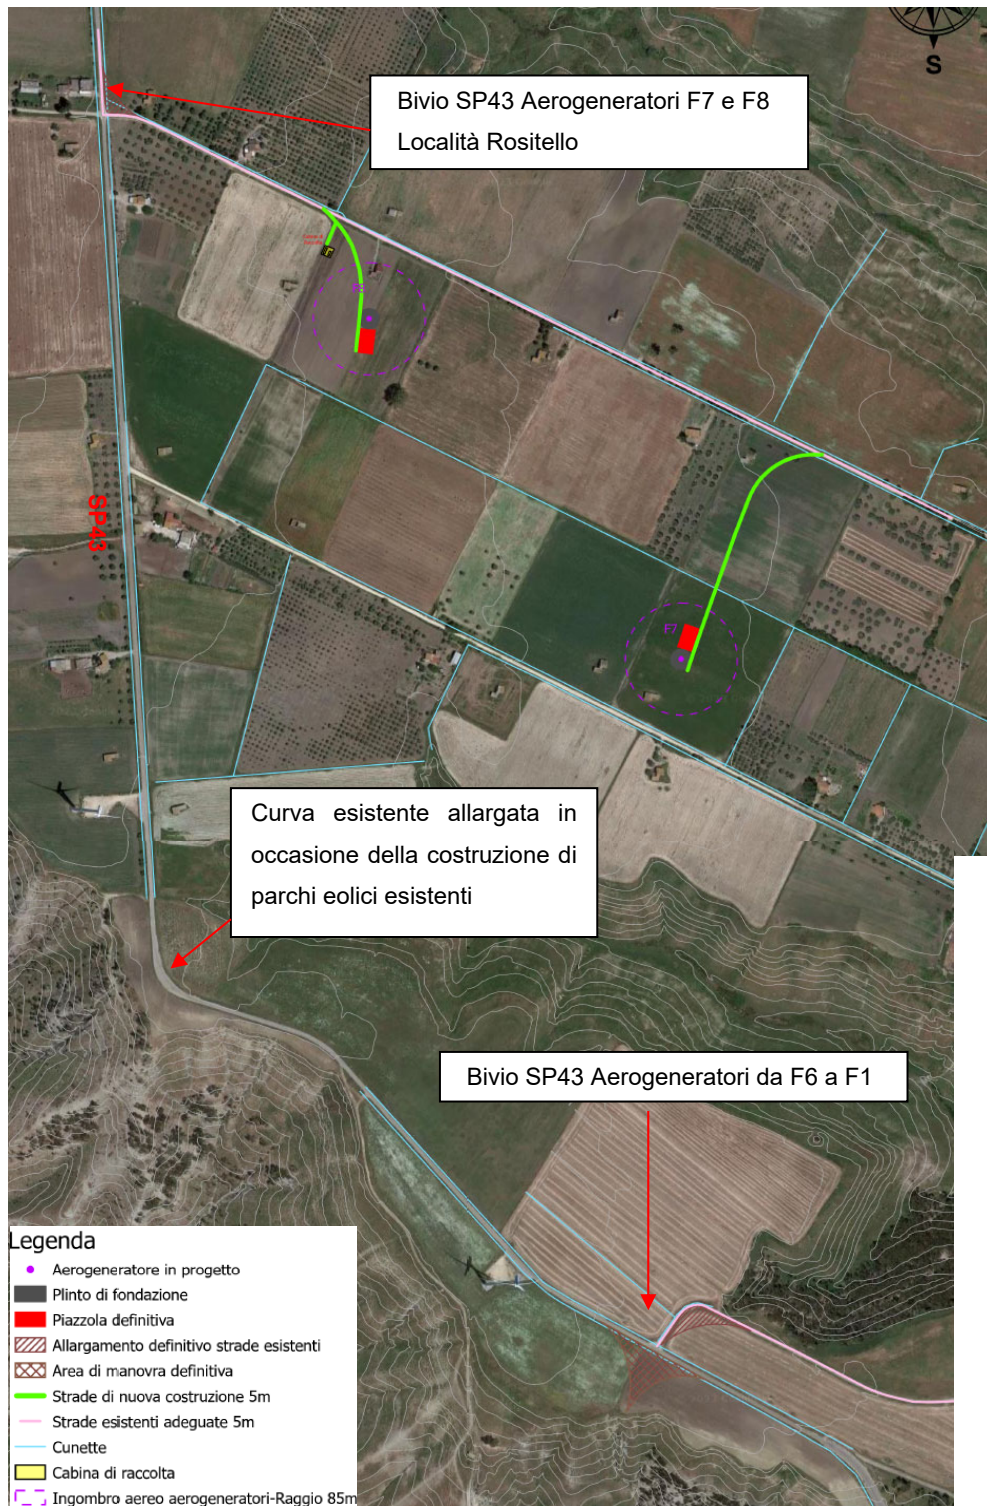 S
Bivio SP43 Aerogeneratori F7 e F8
Località Rositello
SP43
F7
Curva esistente allargata in
occasione della costruzione di
parchi eolici esistenti
Bivio SP43 Aerogeneratori da F6 a F1
Legenda
Aerogeneratore in progetto
Plinto di fondazione
Piazzola definitiva
Allargamento definitivo strade esistenti
Area di manovra definitiva
Strade di nuova costruzione 5m
Strade esistenti adeguate 5m
Cunette
Cabina di raccolta
Ingombro aereo aerogeneratori-Raggio 85m